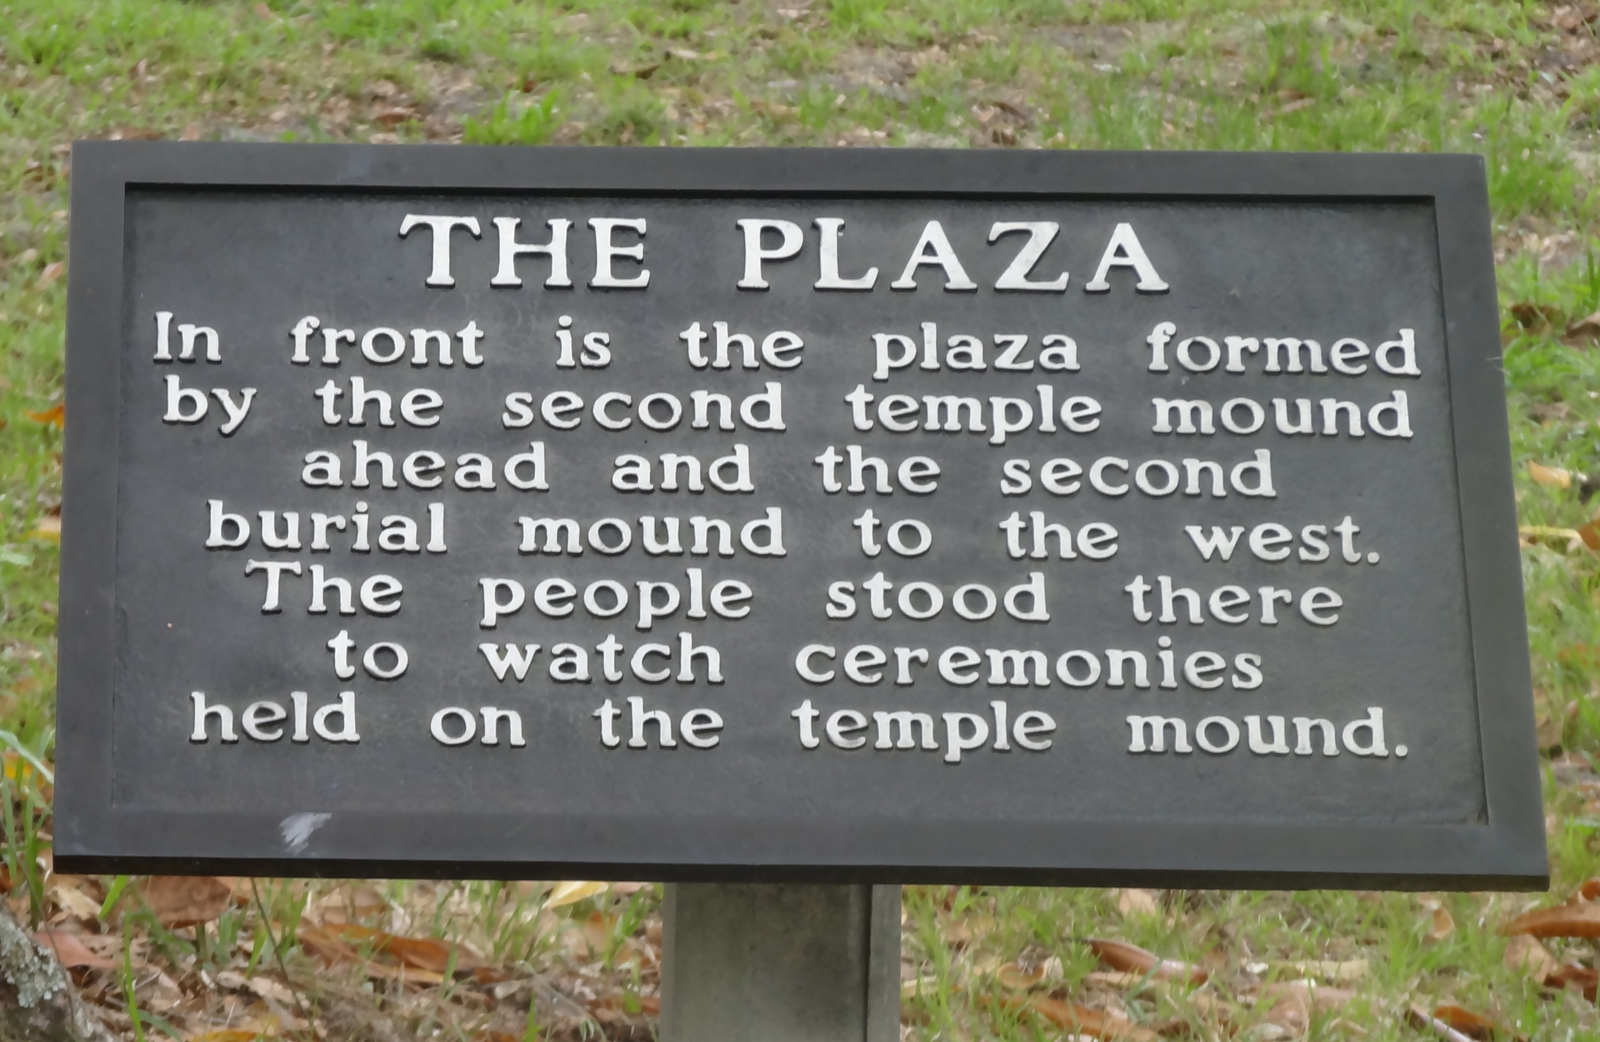 THE PLAZA
In front is the plaza formed
by the second temple mound
ahead and the second
burial mound to the west.
The people stood there
to watch ceremonies
held on the temple mound.